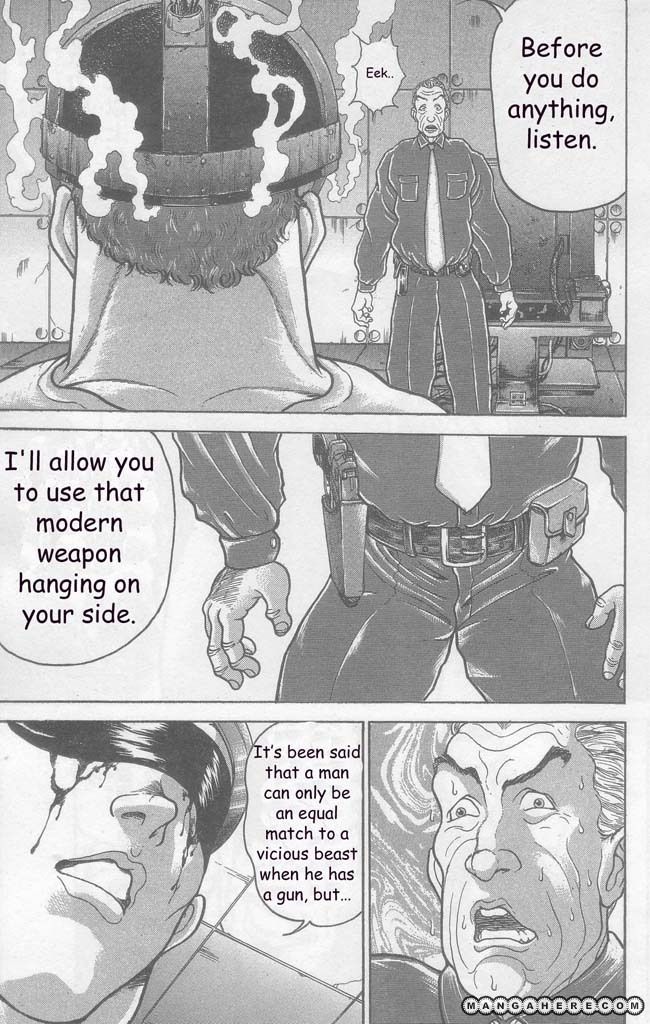 Before
you do
anything,
listen.
Eek..
I'll allow you
to use that
modern
weapon
hanging on
your side.
It's been said
that a man
can only be
an equal
match to a
vicious beast
when he has
a gun, but...
MANGAHERE.COM